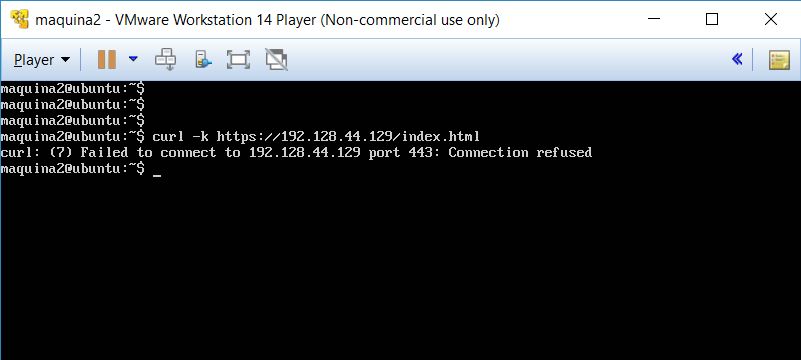 maquina2 - VMware Workstation 14 Player (Non-commercial use only)
Player
maquina2@ubuntu:~$
maquina2@ubuntu:~$
maquina2@ubuntu:~$
maquina2@ubuntu:~$ curl -k https://192.128.44.129/index.html
curl: (7) Failed to connect to 192.128.44.129 port 443: Connection refused
maquina2@ubuntu:~$ _